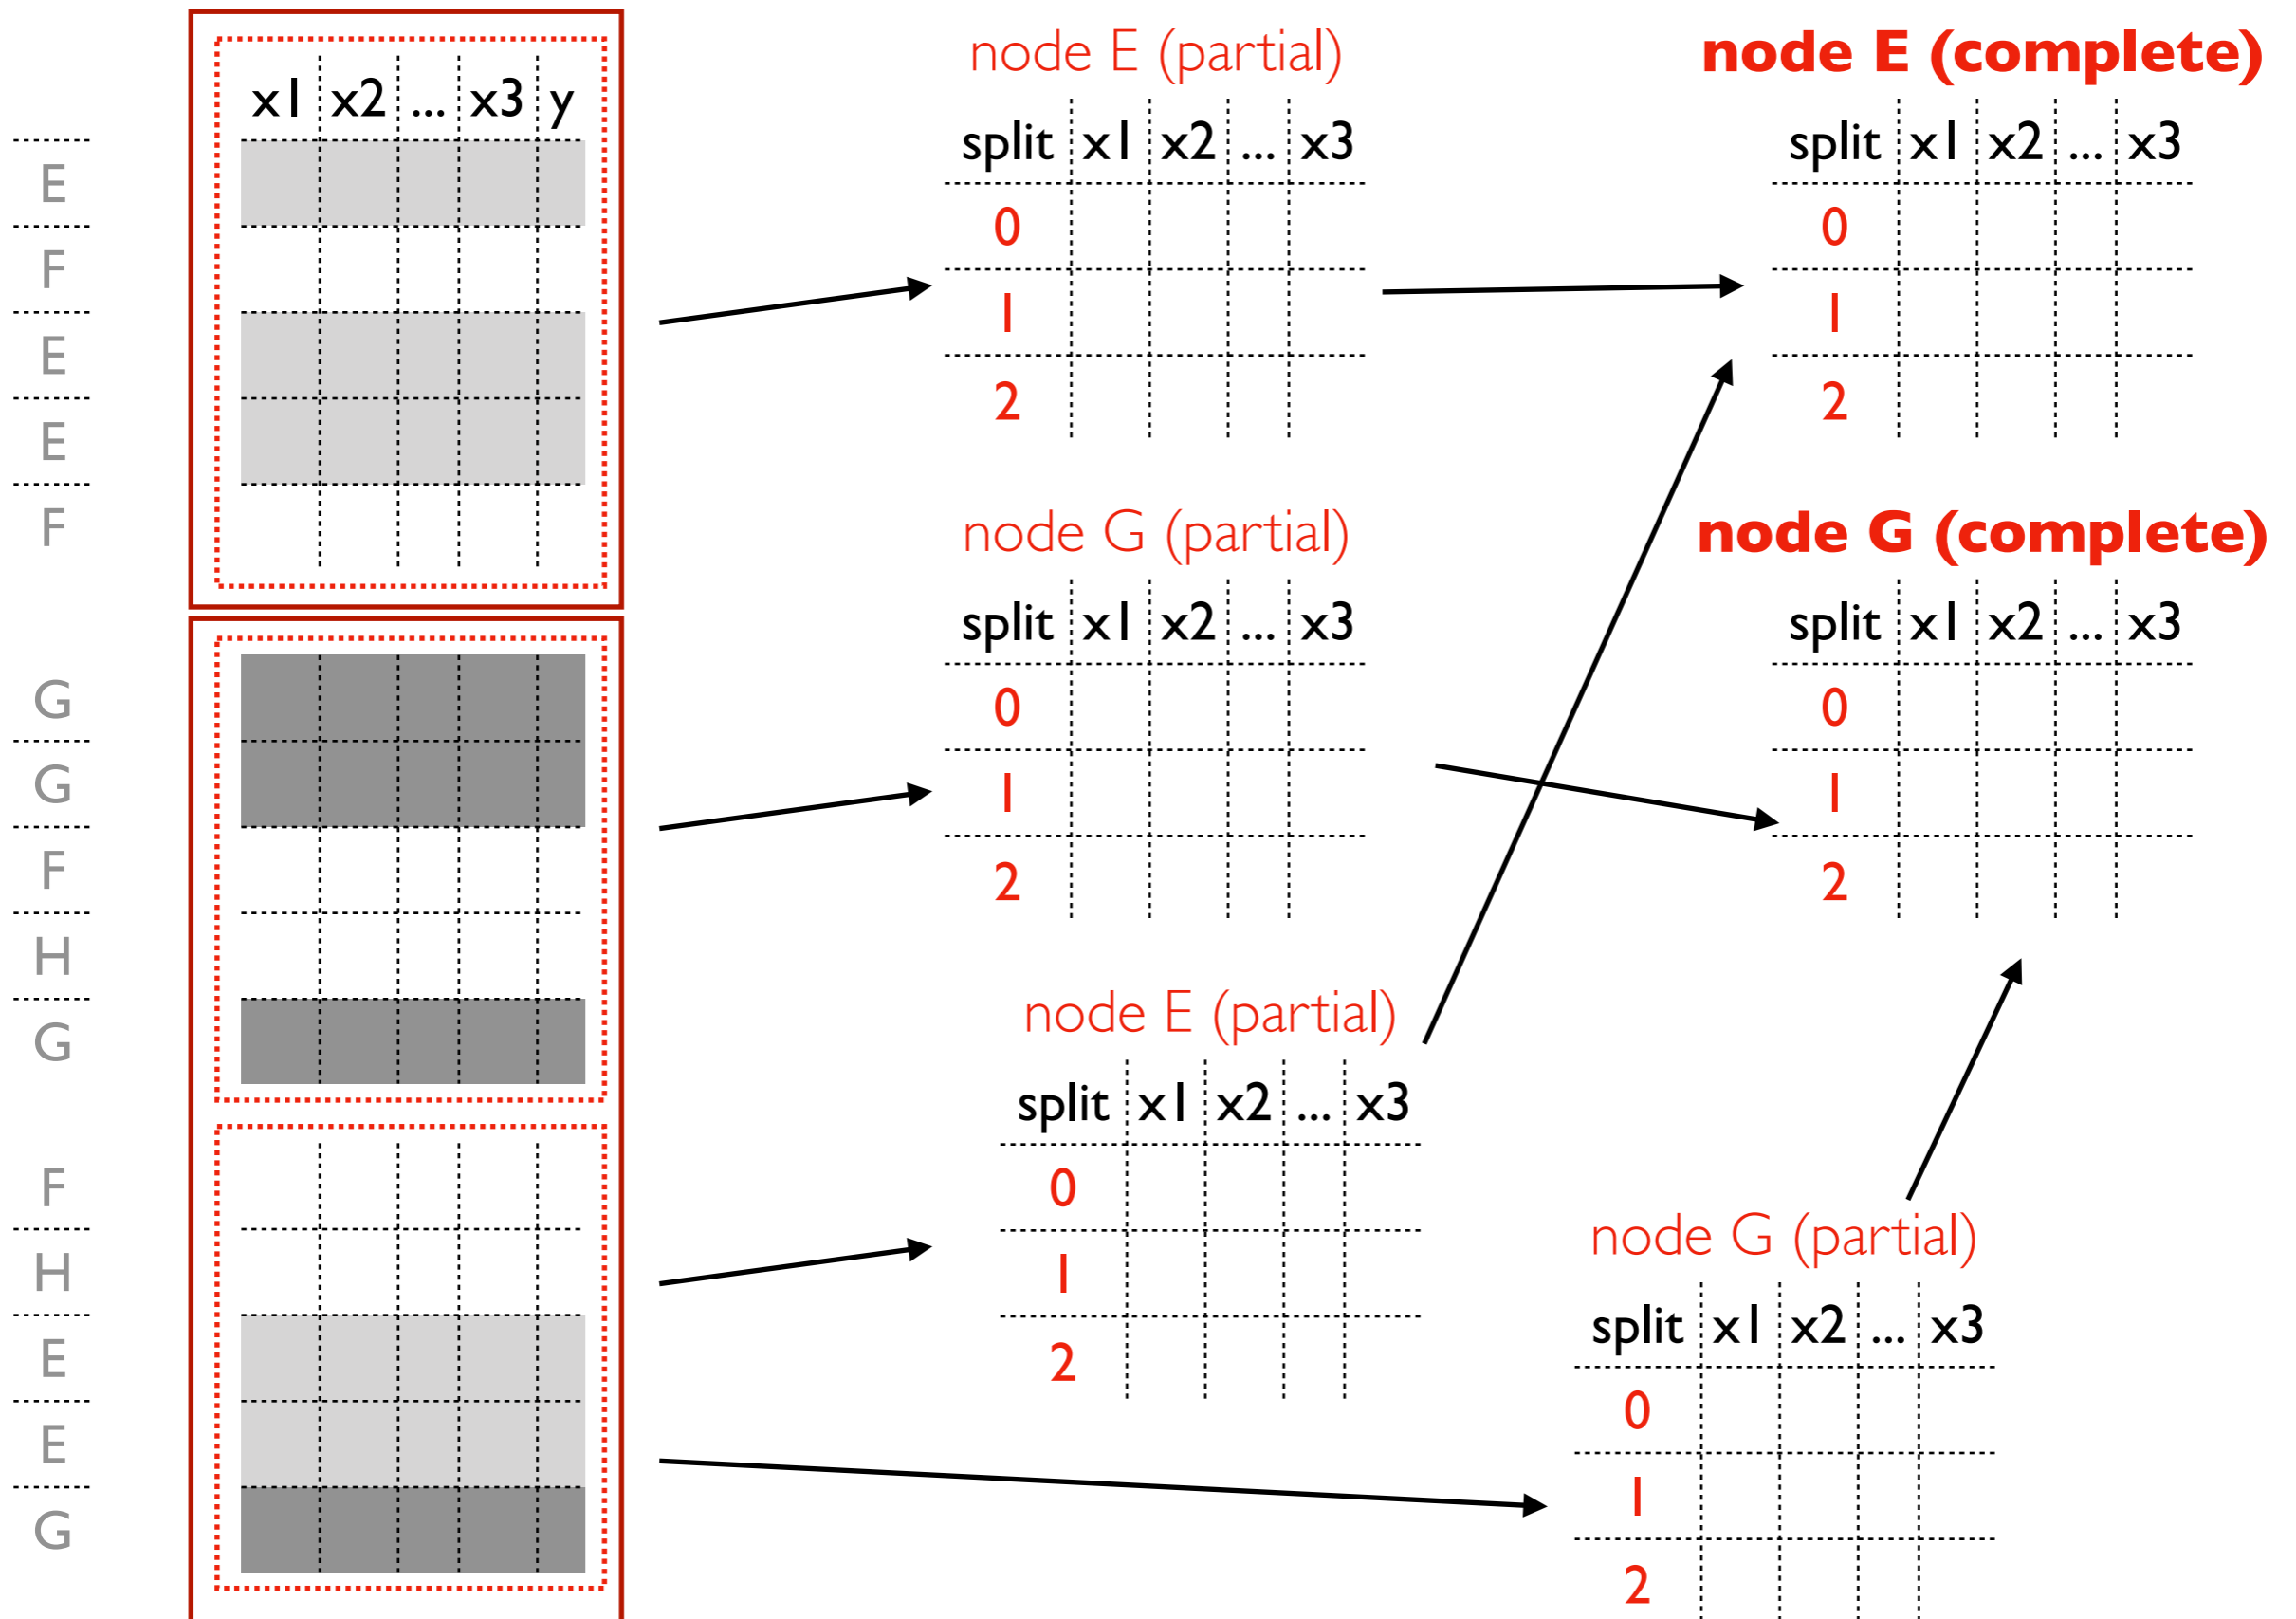 x1 x2 ... x3 y
E
F
E
E
F
G
G
F
H
G
F
H
E
E
G
node E (partial)
split x1 x2 ... x3
0
1
2
node G (partial)
split x1 x2 ... x3
0
1
2
node E (partial)
split x1 x2 ... x3
0
1
2
node G (partial)
split x1 x2 ... x3
0
1
2
node E (complete)
split x1 x2 ... x3
0
1
2
node G (complete)
split x1 x2 ... x3
0
1
2